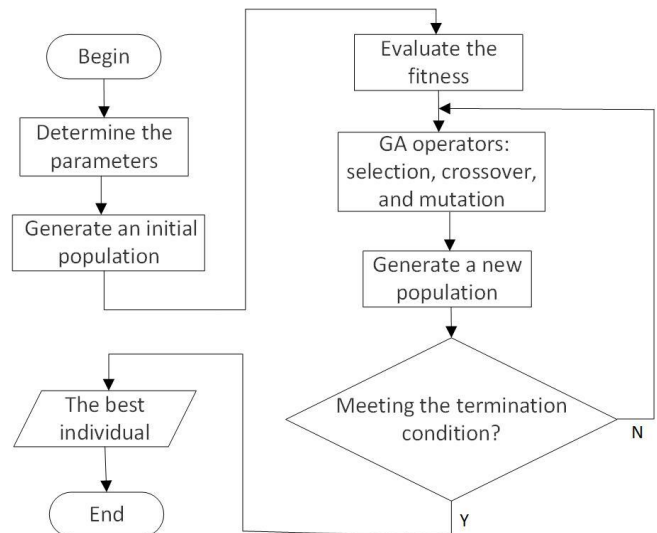 Begin
Determine the
parameters
Generate an initial
population
Evaluate the
fitness
GA operators:
selection, crossover,
and mutation
Generate a new
population
Meeting the termination
condition?
N
Y
The best
individual
End